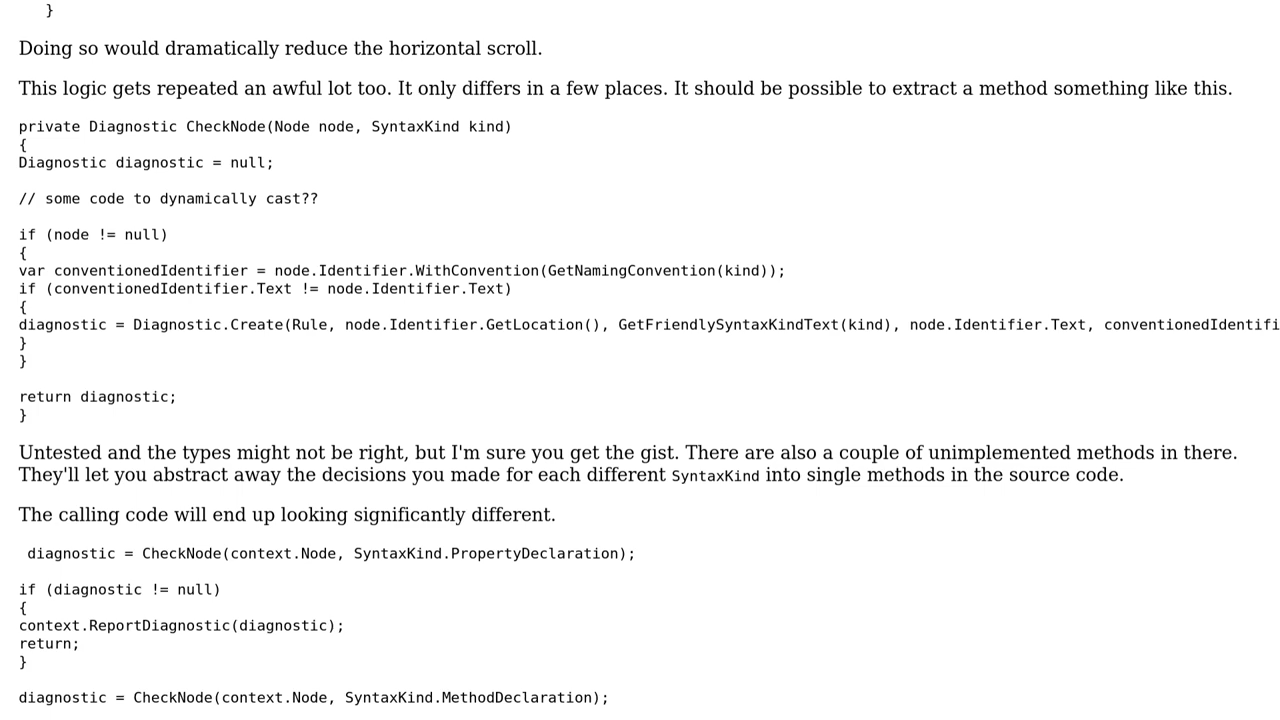 }
Doing so would dramatically reduce the horizontal scroll.
This logic gets repeated an awful lot too. It only differs in a few places. It should be possible to extract a method something like this.
private Diagnostic CheckNode(Node node, SyntaxKind kind)
{
Diagnostic diagnostic = null;
// some code to dynamically cast??
if (node != null)
{
var conventionedIdentifier = node.Identifier.WithConvention(GetNamingConvention(kind));
if (conventionedIdentifier.Text != node.Identifier.Text)
{
diagnostic = Diagnostic.Create(Rule, node.Identifier.GetLocation(), GetFriendlySyntaxKindText(kind), node.Identifier.Text, conventionedIdentifi
}
}
return diagnostic;
}
Untested and the types might not be right, but I'm sure you get the gist. There are also a couple of unimplemented methods in there.
They'll let you abstract away the decisions you made for each different SyntaxKind into single methods in the source code.
The calling code will end up looking significantly different.
diagnostic = CheckNode(context.Node, SyntaxKind.PropertyDeclaration);
if (diagnostic != null)
{
context.ReportDiagnostic(diagnostic);
return;
}
diagnostic = CheckNode(context.Node, SyntaxKind.MethodDeclaration);